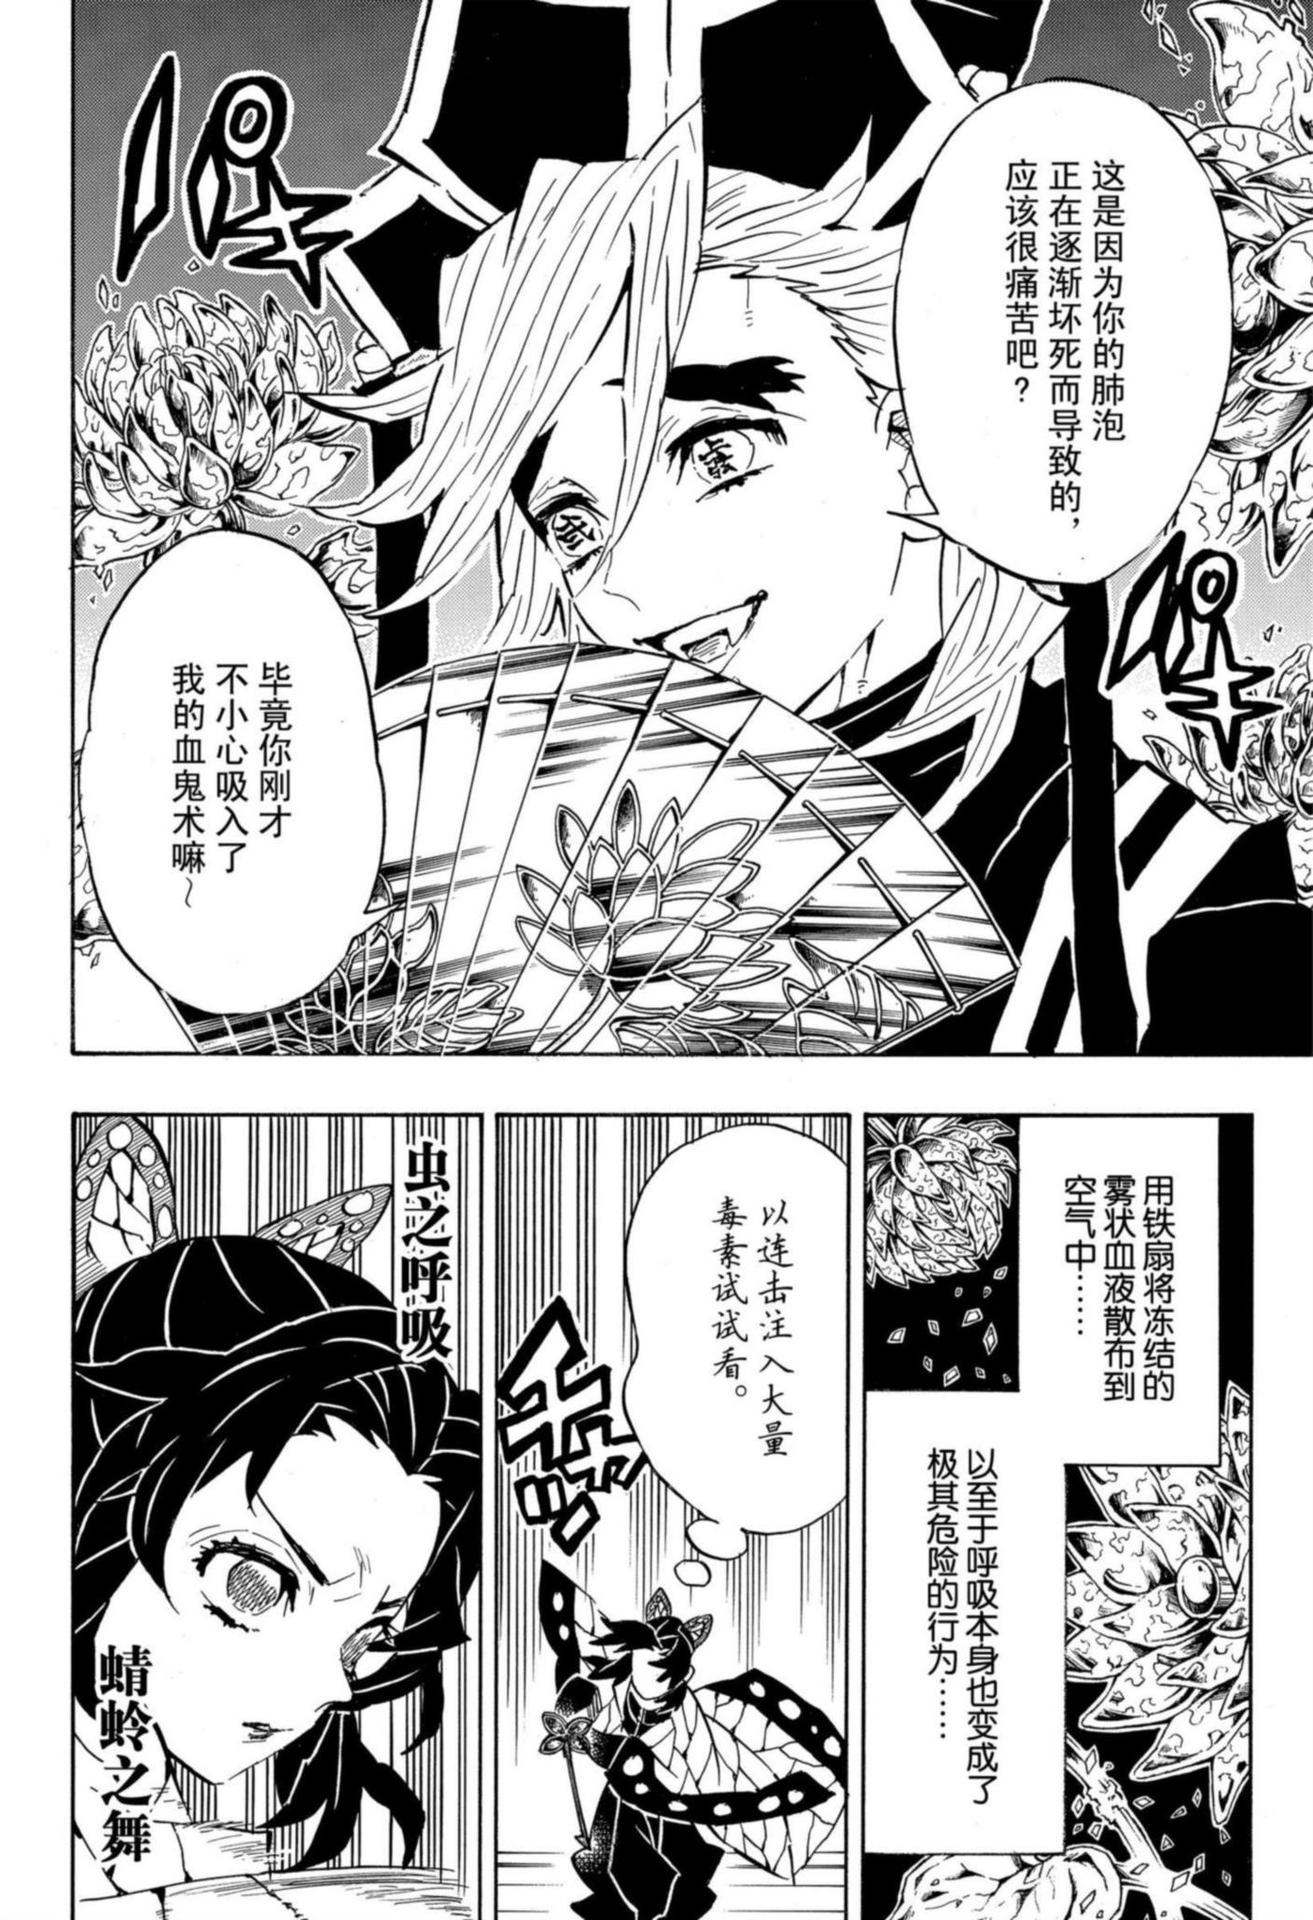 这是因为你的肺泡
正在逐渐坏死而导致的，
应该很痛苦吧？
毕竟你刚才
不小心吸入了
我的血鬼术嘛~
用铁扇将冻结的
雾状血液散布到
空气中……
以至于呼吸本身也变成了
极其危险的行为……
以连击注入大量
毒素试试看。
虫之呼吸
蜻蛉之舞